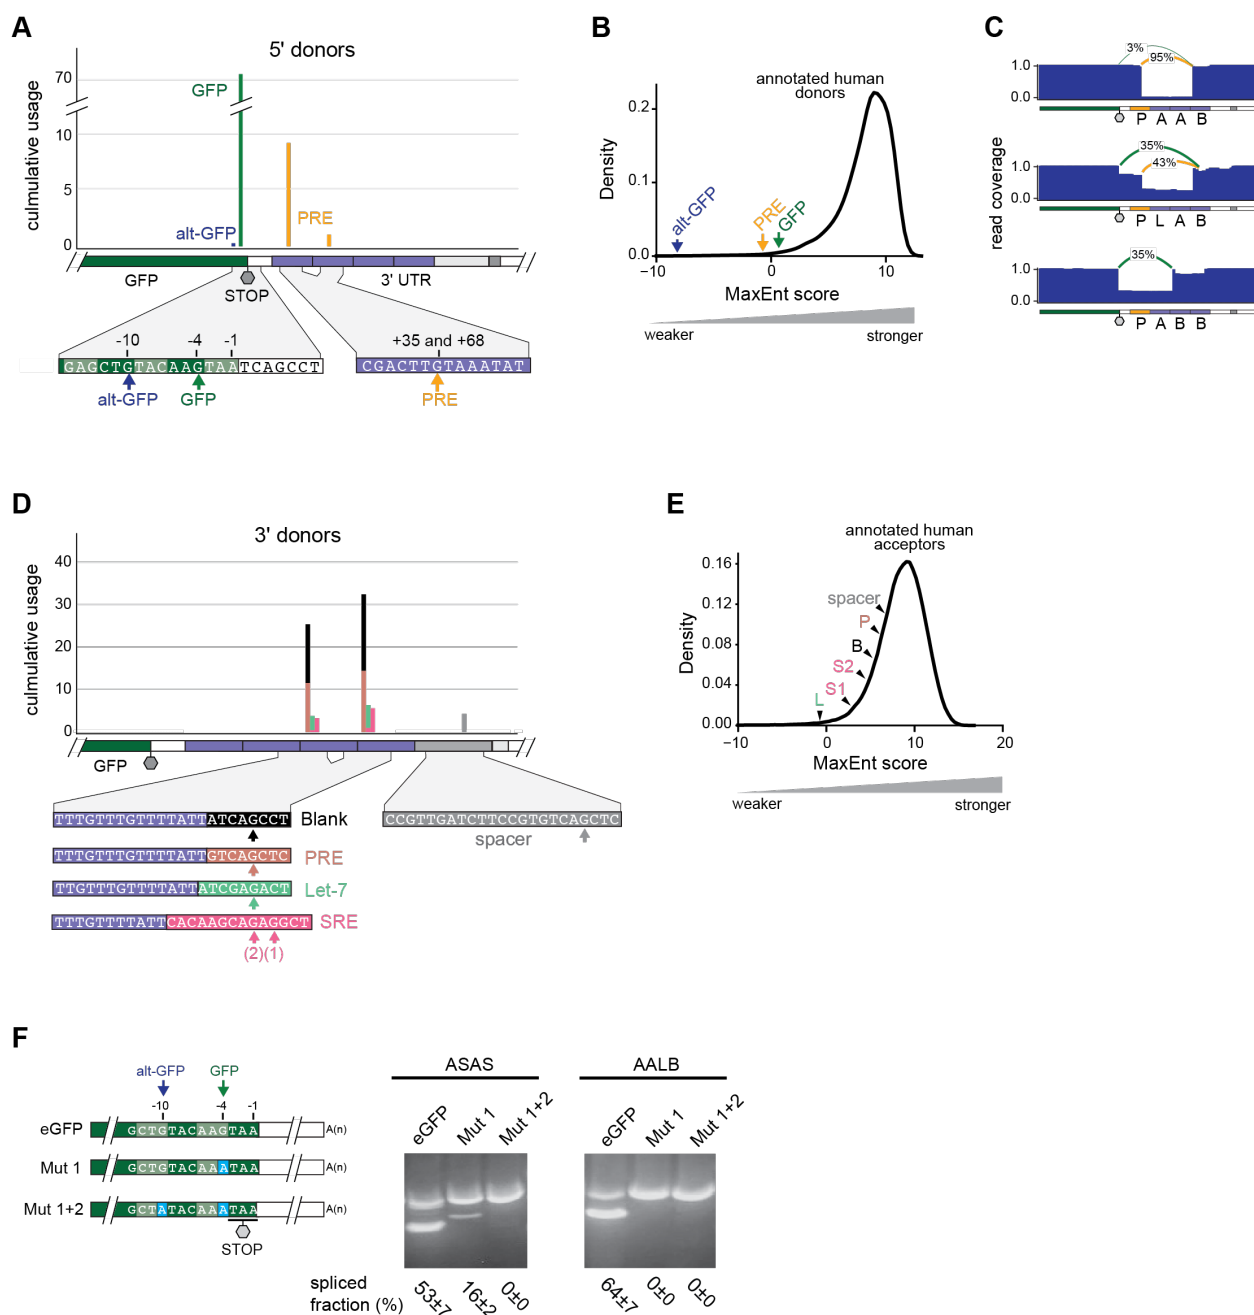 A
5' donors
culmulative usage
70
10
5
0
GFP
alt-GFP
PRE
GFP
STOP
3' UTR
-10
-4
-1
+35 and +68
GAGCTGTACAAGTAATCAGCCT
CGACTTGTAAATAT
alt-GFP
GFP
PRE
B
annotated human
donors
Density
0.2
0.1
0.0
alt-GFP
PRE
GFP
-10
0
10
MaxEnt score
weaker
stronger
C
read coverage
3%
95%
1.0
0.0
P A A B
35%
43%
1.0
0.0
P L A B
35%
1.0
0.0
P A B B
D
3' donors
culmulative usage
40
30
20
10
0
GFP
TTTGTTTGTTTTATTATCAGCCT
Blank
TTTGTTTGTTTTATTGTCAGCTC
PRE
TTGTTTGTTTTATTATCGAGACT
Let-7
TTTGTTTTATTCACAAGCAGAGGCT
SRE
(2)(1)
CCGTTGATCTTCCGTGTCAGCTC
spacer
E
annotated human
acceptors
Density
0.16
0.12
0.08
0.04
0.00
spacer
P
B
S2
S1
L
−10
0
10
20
MaxEnt score
weaker
stronger
F
alt-GFP
GFP
-10
-4
-1
eGFP
GCTGTACAAGTAA
A(n)
Mut 1
GCTGTACAAATAA
A(n)
Mut 1+2
GCTATACAAATAA
A(n)
STOP
ASAS
AALB
eGFP
Mut 1
Mut 1+2
eGFP
Mut 1
Mut 1+2
spliced
fraction (%)
53±7
16±2
0±0
64±7
0±0
0±0